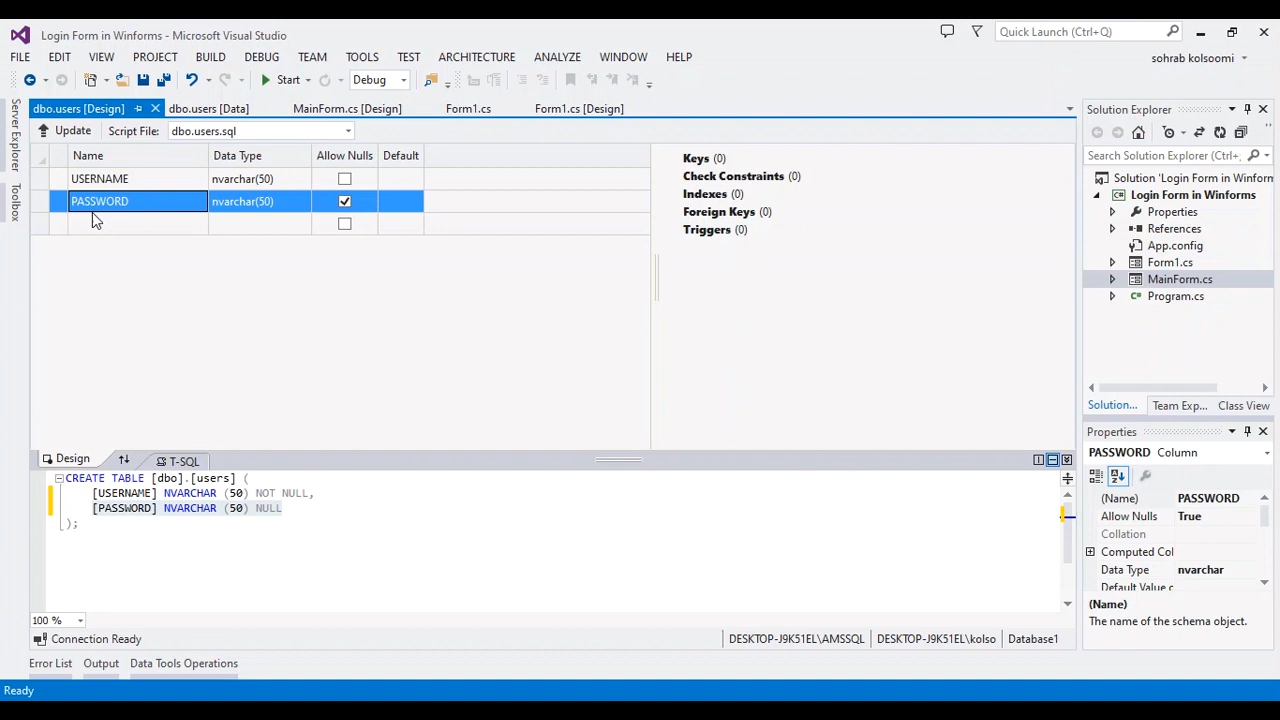 Login Form in Winforms - Microsoft Visual Studio
Quick Launch (Ctrl+Q)
FILE EDIT VIEW PROJECT BUILD DEBUG TEAM TOOLS TEST ARCHITECTURE ANALYZE WINDOW HELP
sohrab kolsoomi
Start Debug
Server Explorer
Toolbox
dbo.users [Design] dbo.users [Data] MainForm.cs [Design] Form1.cs Form1.cs [Design]
Update Script File: dbo.users.sql
Name Data Type Allow Nulls Default
USERNAME nvarchar(50)
PASSWORD nvarchar(50)
Keys (0)
Check Constraints (0)
Indexes (0)
Foreign Keys (0)
Triggers (0)
Design T-SQL
CREATE TABLE [dbo].[users] (
[USERNAME] NVARCHAR (50) NOT NULL,
[PASSWORD] NVARCHAR (50) NULL
);
100 %
Connection Ready
DESKTOP-J9K51EL\AMSSQL DESKTOP-J9K51EL\kolso Database1
Error List Output Data Tools Operations
Ready
Solution Explorer
Search Solution Explorer (
Solution 'Login Form in Winform
Login Form in Winforms
Properties
References
App.config
Form1.cs
MainForm.cs
Program.cs
Solution... Team Exp... Class View
Properties
PASSWORD Column
(Name) PASSWORD
Allow Nulls True
Collation
Computed Col
Data Type nvarchar
Default Value c
(Name)
The name of the schema object.